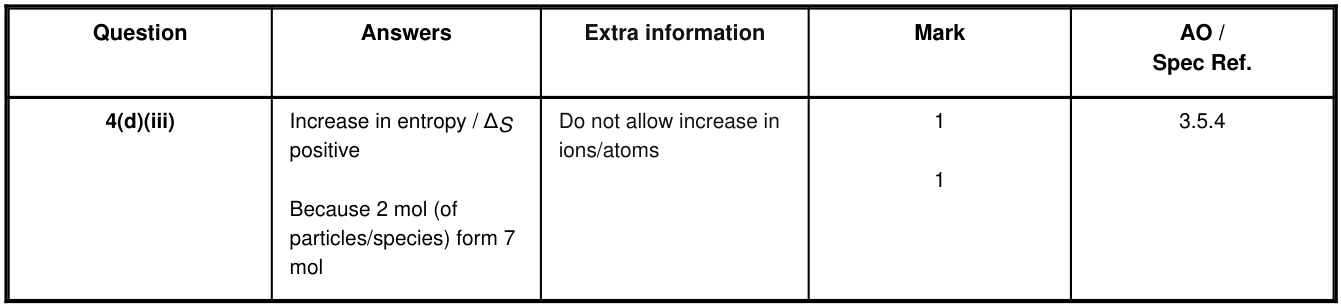 Question Answers Extra information Mark AO /
Spec Ref.
4(d)(iii) Increase in entropy / ΔS Do not allow increase in 1 3.5.4
positive ions/atoms
1
Because 2 mol (of
particles/species) form 7
mol